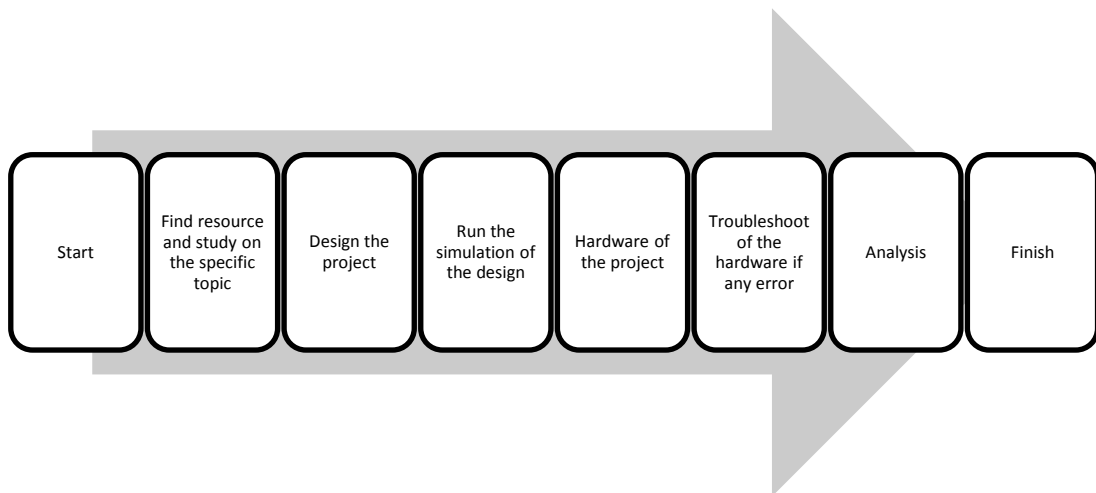 Start
Find resource
and study on
the specific
topic
Design the
project
Run the
simulation of
the design
Hardware of
the project
Troubleshoot
of the
hardware if
any error
Analysis
Finish